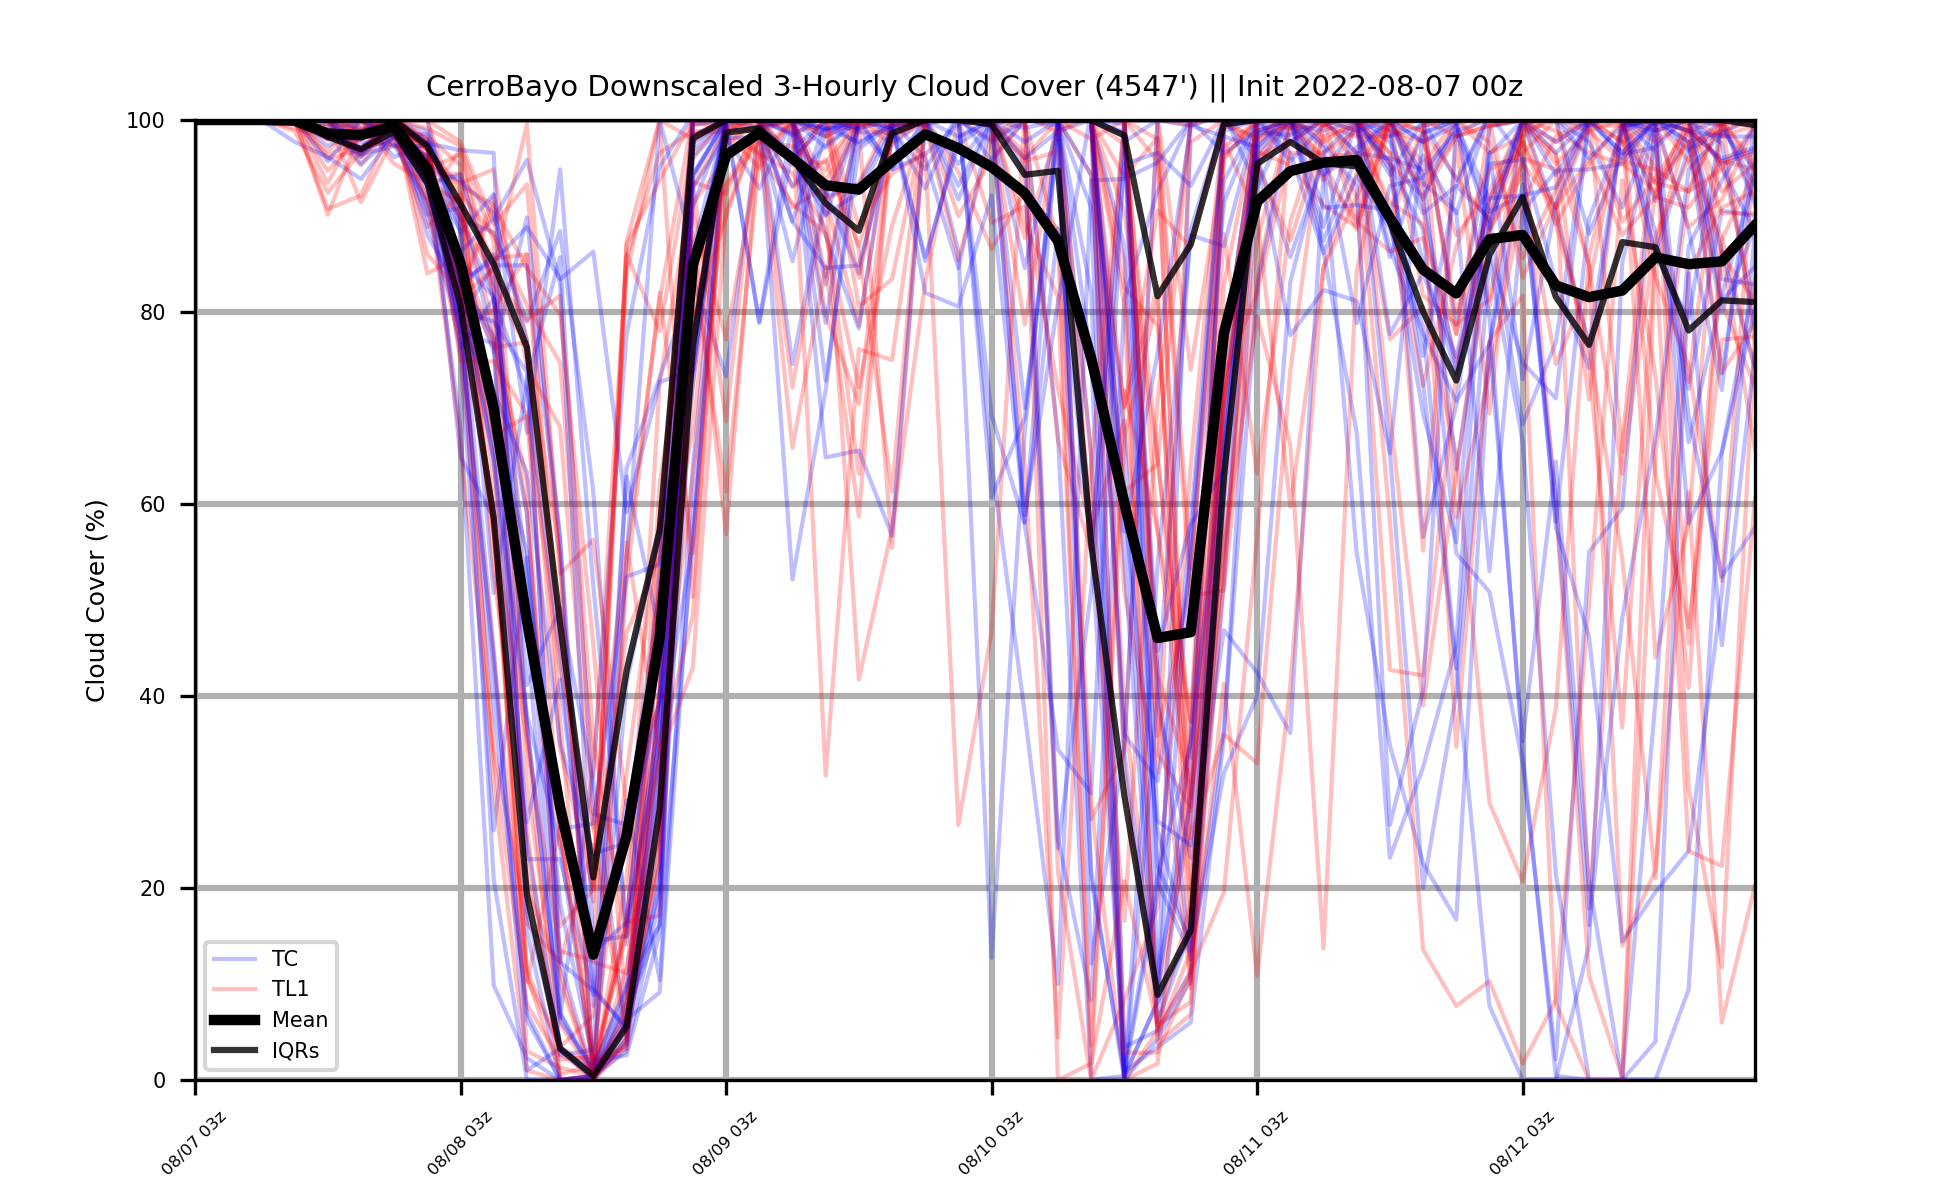 CerroBayo Downscaled 3-Hourly Cloud Cover (4547') || Init 2022-08-07 00z
Cloud Cover (%)
100
80
60
40
20
0
TC
TL1
Mean
IQRs
08/07 03z
08/08 03z
08/09 03z
08/10 03z
08/11 03z
08/12 03z